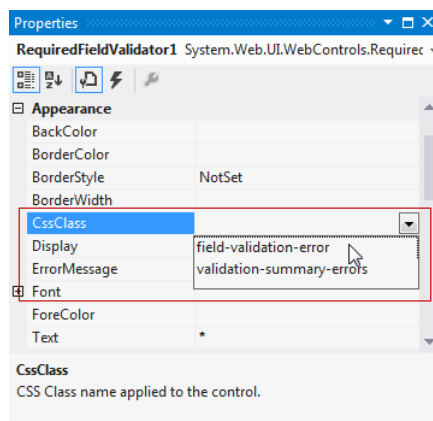 Properties
RequiredFieldValidator1 System.Web.UI.WebControls.Requirec
Appearance
BackColor
BorderColor
BorderStyle NotSet
BorderWidth
CssClass
Display field-validation-error
ErrorMessage validation-summary-errors
Font
ForeColor
Text *
CssClass
CSS Class name applied to the control.